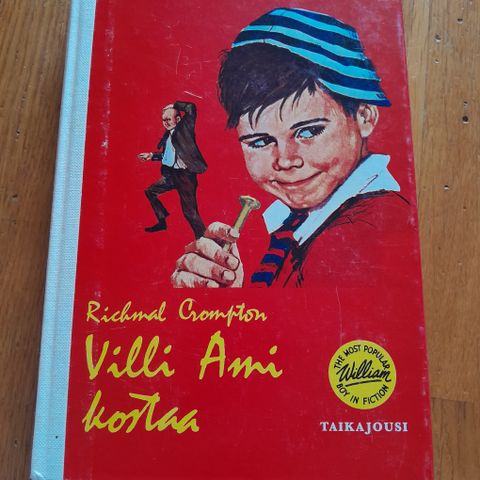 Richmal Crompton
Villi Ami
kostaa
THE MOST POPULAR
William
BOY IN FICTION
TAIKAJOUSI